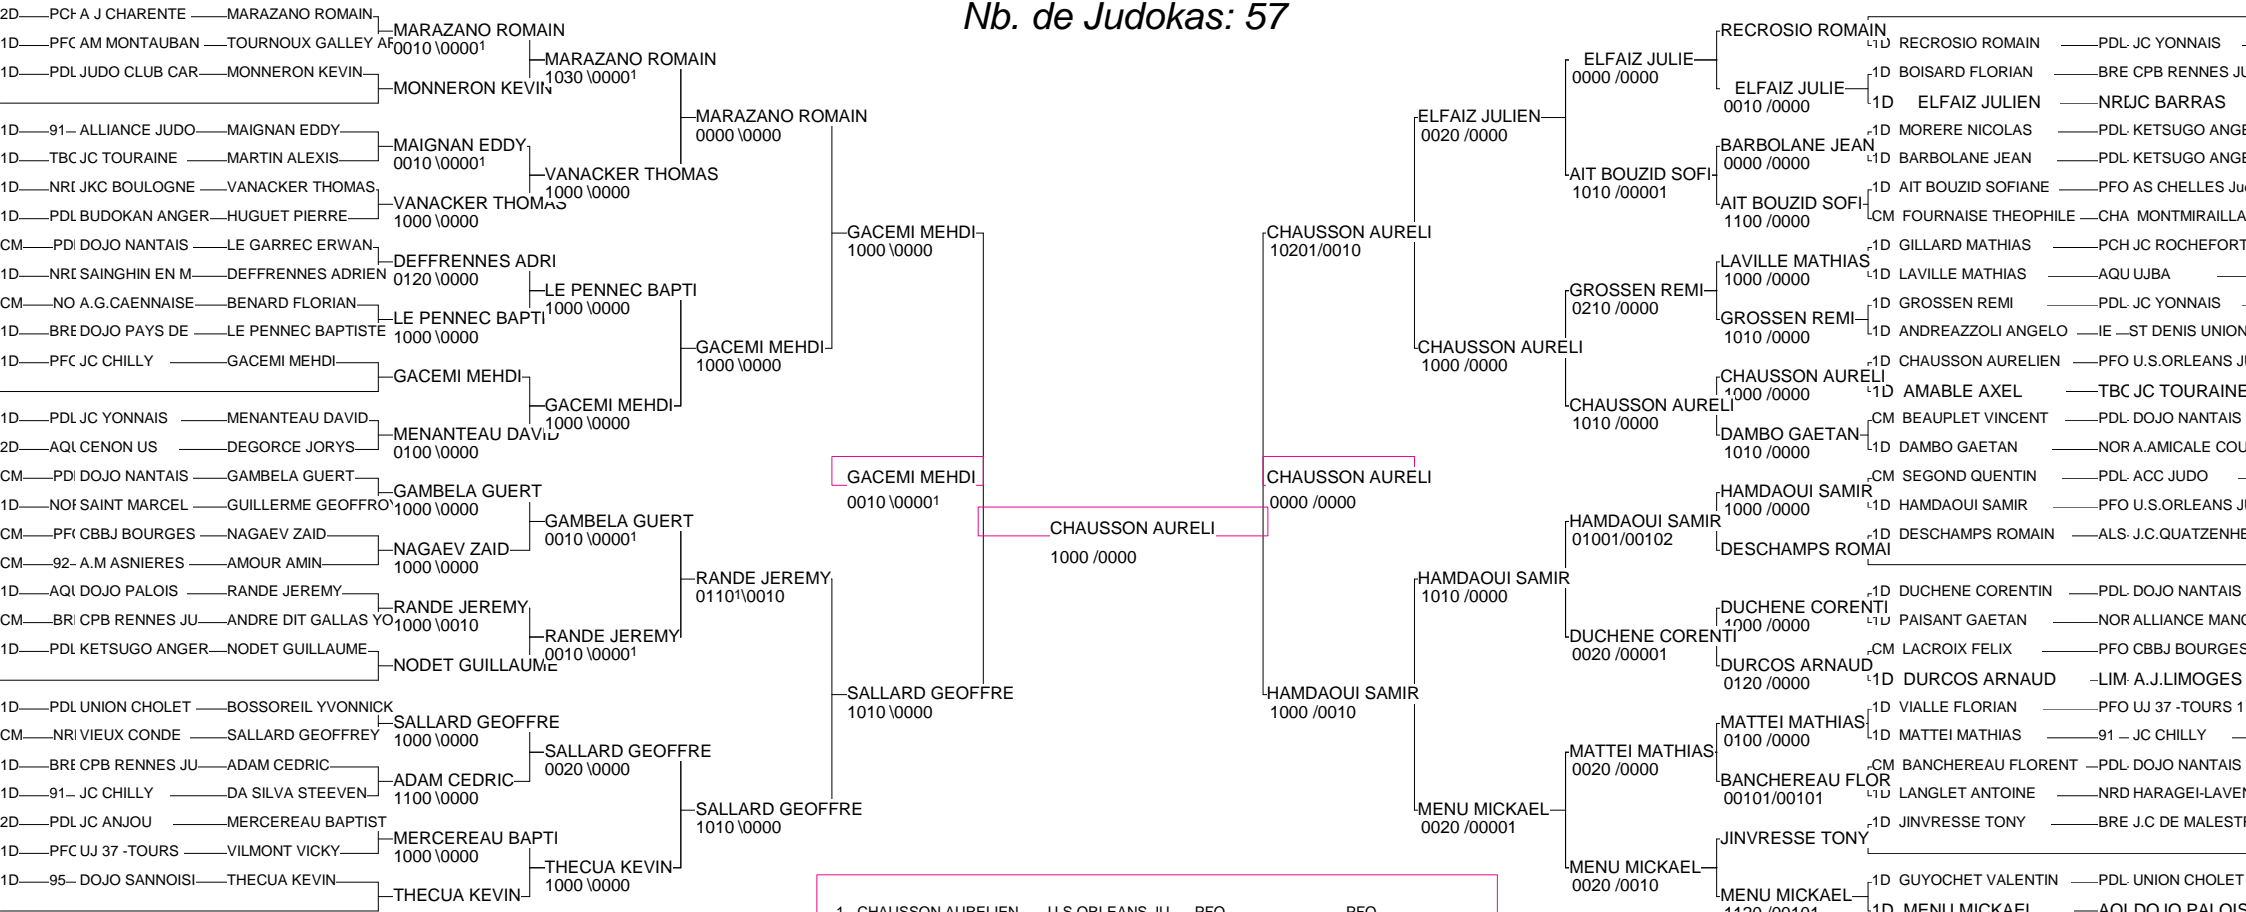 Nb. de Judokas: 57
2D PCH A J CHARENTE MARAZANO ROMAIN
1D PFC AM MONTAUBAN TOURNOUX GALLEY
1D PDL JUDO CLUB CAR MONNERON KEVIN
1D 91 ALLIANCE JUDO MAIGNAN EDDY
1D TBC JC TOURAINE MARTIN ALEXIS
1D NRD JKC BOULOGNE VANACKER THOMAS
1D PDL BUDOKAN ANGER HUGUET PIERRE
CM PDL DOJO NANTAIS LE GARREC ERWAN
1D NRD SAINGHIN EN M DEFFRENNES ADRIEN
CM NO A.G.CAENNAISE BENARD FLORIAN
1D BRE DOJO PAYS DE LE PENNEC BAPTISTE
1D PFC JC CHILLY GACEMI MEHDI
1D PDL JC YONNAIS MENANTEAU DAVID
2D AQU CENON US DEGORCE JORYS
CM PDL DOJO NANTAIS GAMBELA GUERT
1D NOR SAINT MARCEL GUILLERME GEOFFROY
CM PFC CBBJ BOURGES NAGAEV ZAID
CM 92 A.M ASNIERES AMOUR AMIN
1D AQU DOJO PALOIS RANDE JEREMY
CM BR CPB RENNES JU ANDRE DIT GALLAS YO
1D PDL KETSUGO ANGER NODET GUILLAUME
1D PDL UNION CHOLET BOSSOREIL YVONNICK
CM NR VIEUX CONDE SALLARD GEOFFREY
1D BRE CPB RENNES JU ADAM CEDRIC
1D 91 JC CHILLY DA SILVA STEEVEN
2D PDL JC ANJOU MERCEREAU BAPTIST
1D PFC UJ 37 -TOURS VILMONT VICKY
1D 95 DOJO SANNOISI THECUA KEVIN
MARAZANO ROMAIN
0010 \0000¹
MONNERON KEVIN
MAIGNAN EDDY
0010 \0000¹
VANACKER THOMAS
1000 \0000
DEFFRENNES ADRI
0120 \0000
LE PENNEC BAPTI
1000 \0000
GACEMI MEHDI
MENANTEAU DAVID
0100 \0000
GAMBELA GUERT
1000 \0000
NAGAEV ZAID
1000 \0000
RANDE JEREMY
1000 \0010
NODET GUILLAUME
SALLARD GEOFFRE
1000 \0000
ADAM CEDRIC
1100 \0000
MERCEREAU BAPTI
1000 \0000
THECUA KEVIN
MARAZANO ROMAIN
1030 \0000¹
VANACKER THOMAS
1000 \0000
LE PENNEC BAPTI
1000 \0000
GACEMI MEHDI
1000 \0000
GAMBELA GUERT
0010 \0000¹
RANDE JEREMY
0010 \0000¹
SALLARD GEOFFRE
0020 \0000
THECUA KEVIN
1000 \0000
MARAZANO ROMAIN
0000 \0000
GACEMI MEHDI
1000 \0000
RANDE JEREMY
0110¹\0010
SALLARD GEOFFRE
1010 \0000
GACEMI MEHDI
1000 \0000
SALLARD GEOFFRE
1010 \0000
GACEMI MEHDI
0010 \0000¹
CHAUSSON AURELI
1000 /0000
CHAUSSON AURELI
0000 /0000
CHAUSSON AURELI
10201/0010
HAMDAOUI SAMIR
1000 /0010
ELFAIZ JULIEN
0020 /0000
CHAUSSON AURELI
1000 /0000
HAMDAOUI SAMIR
1010 /0000
MENU MICKAEL
0020 /00001
ELFAIZ JULIE
0000 /0000
AIT BOUZID SOFI
1010 /00001
GROSSEN REMI
0210 /0000
CHAUSSON AURELI
1010 /0000
HAMDAOUI SAMIR
01001/00102
DUCHENE CORENTI
0020 /00001
MATTEI MATHIAS
0020 /0000
MENU MICKAEL
0020 /0010
RECROSIO ROMAIN
ELFAIZ JULIE
0010 /0000
BARBOLANE JEAN
0000 /0000
AIT BOUZID SOFI
1100 /0000
LAVILLE MATHIAS
1000 /0000
GROSSEN REMI
1010 /0000
CHAUSSON AURELI
1000 /0000
DAMBO GAETAN
1010 /0000
HAMDAOUI SAMIR
1000 /0000
DESCHAMPS ROMAI
DUCHENE CORENTI
1000 /0000
DURCOS ARNAUD
0120 /0000
MATTEI MATHIAS
0100 /0000
BANCHEREAU FLOR
00101/00101
JINVRESSE TONY
MENU MICKAEL
1120 /00101
1D RECROSIO ROMAIN PDL JC YONNAIS
1D BOISARD FLORIAN BRE CPB RENNES JU
1D ELFAIZ JULIEN NRD JC BARRAS
1D MORERE NICOLAS PDL KETSUGO ANGE
1D BARBOLANE JEAN PDL KETSUGO ANGE
1D AIT BOUZID SOFIANE PFO AS CHELLES Ju
CM FOURNAISE THEOPHILE CHA MONTMIRAILLA
1D GILLARD MATHIAS PCH JC ROCHEFORT
1D LAVILLE MATHIAS AQU UJBA
1D GROSSEN REMI PDL JC YONNAIS
1D ANDREAZZOLI ANGELO IE ST DENIS UNION
1D CHAUSSON AURELIEN PFO U.S.ORLEANS JU
1D AMABLE AXEL TBC JC TOURAINE
CM BEAUPLET VINCENT PDL DOJO NANTAIS
1D DAMBO GAETAN NOR A.AMICALE COU
CM SEGOND QUENTIN PDL ACC JUDO
1D HAMDAOUI SAMIR PFO U.S.ORLEANS JU
1D DESCHAMPS ROMAIN ALS J.C.QUATZENHE
1D DUCHENE CORENTIN PDL DOJO NANTAIS
1D PAISANT GAETAN NOR ALLIANCE MANC
CM LACROIX FELIX PFO CBBJ BOURGES
1D DURCOS ARNAUD LIM A.J.LIMOGES
1D VIALLE FLORIAN PFO UJ 37 -TOURS 1
1D MATTEI MATHIAS 91 JC CHILLY
CM BANCHEREAU FLORENT PDL DOJO NANTAIS
1D LANGLET ANTOINE NRD HARAGEI-LAVEN
1D JINVRESSE TONY BRE J.C DE MALESTR
1D GUYOCHET VALENTIN PDL UNION CHOLET
1D MENU MICKAEL AQU DOJO PALOIS
1 CHAUSSON AURELIEN U.S.ORLEANS JU PFO PFO